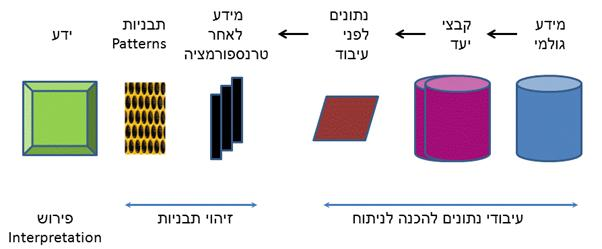 מידע
גולמי
קבצי
יעד
נתונים
לפני
עיבוד
מידע
לאחר
טרנספורמציה
תבניות
Patterns
ידע
עיבודי נתונים להכנה לניתוח
זיהוי תבניות
פירוש
Interpretation